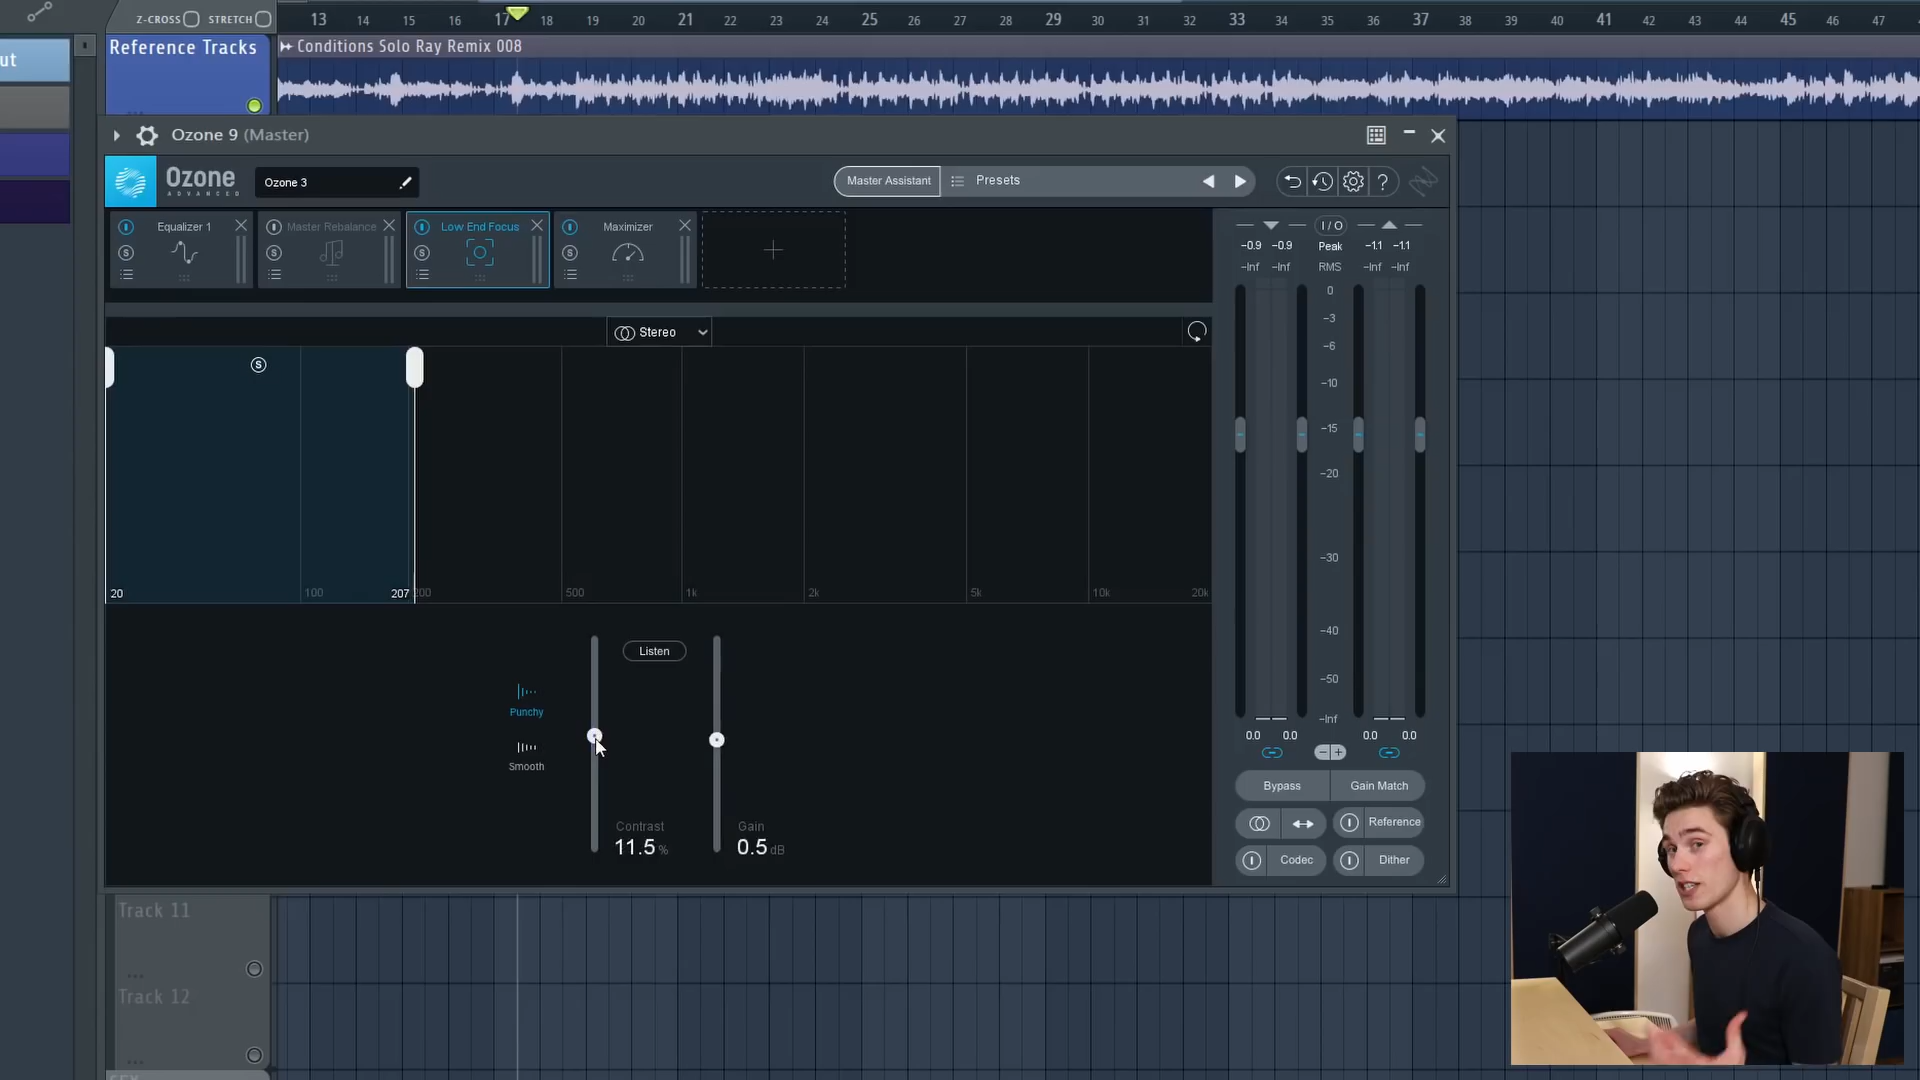 Z-CROSS STRETCH 13 14 15 16 17 18 19 20 21 22 23 24 25 26 27 28 29 30 31 32 33 34 35 36 37 38 39 40 41 42 43 44 45 46 47
ut
Reference Tracks
Conditions Solo Ray Remix 008
Ozone 9 (Master)
Ozone
ADVANCED
Ozone 3
Master Assistant
Presets
?
Equalizer 1
Master Rebalance
Low End Focus
Maximizer
S S S S
I/O
-0.9 -0.9 Peak -1.1 -1.1
-Inf -Inf RMS -Inf -Inf
Stereo
S
0
-3
-6
-10
-15
-20
-30
-40
-50
-Inf
20 100 207 200 500 1k 2k 5k 10k 20k
Listen
Punchy
Smooth
Contrast
11.5 %
Gain
0.5 dB
0.0 0.0 0.0 0.0
Bypass
Gain Match
Reference
Codec
Dither
Track 11
Track 12